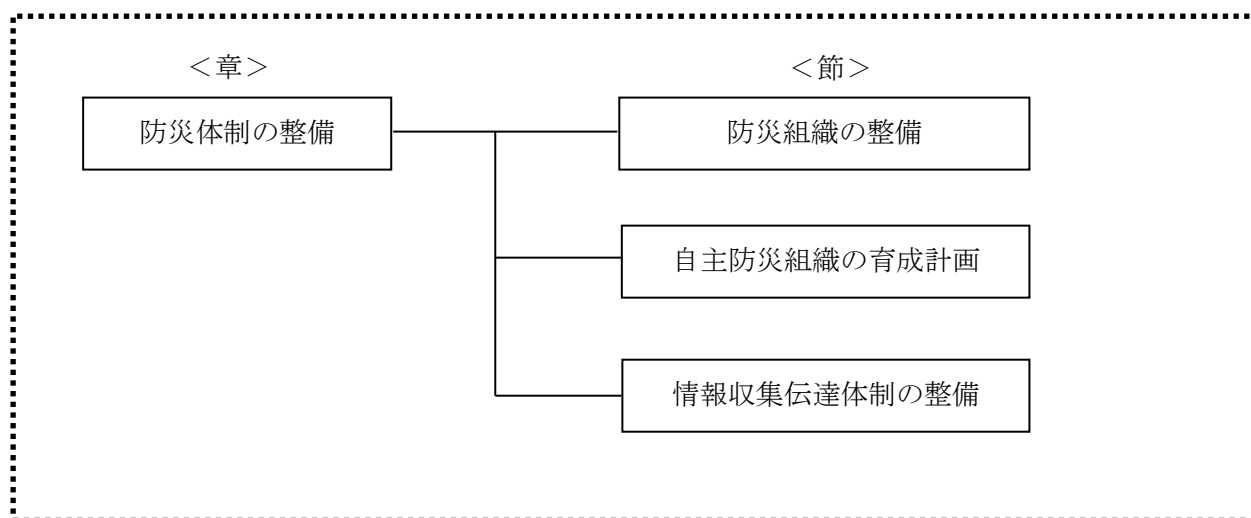 ＜章＞
＜節＞
防災体制の整備
防災組織の整備
自主防災組織の育成計画
情報収集伝達体制の整備